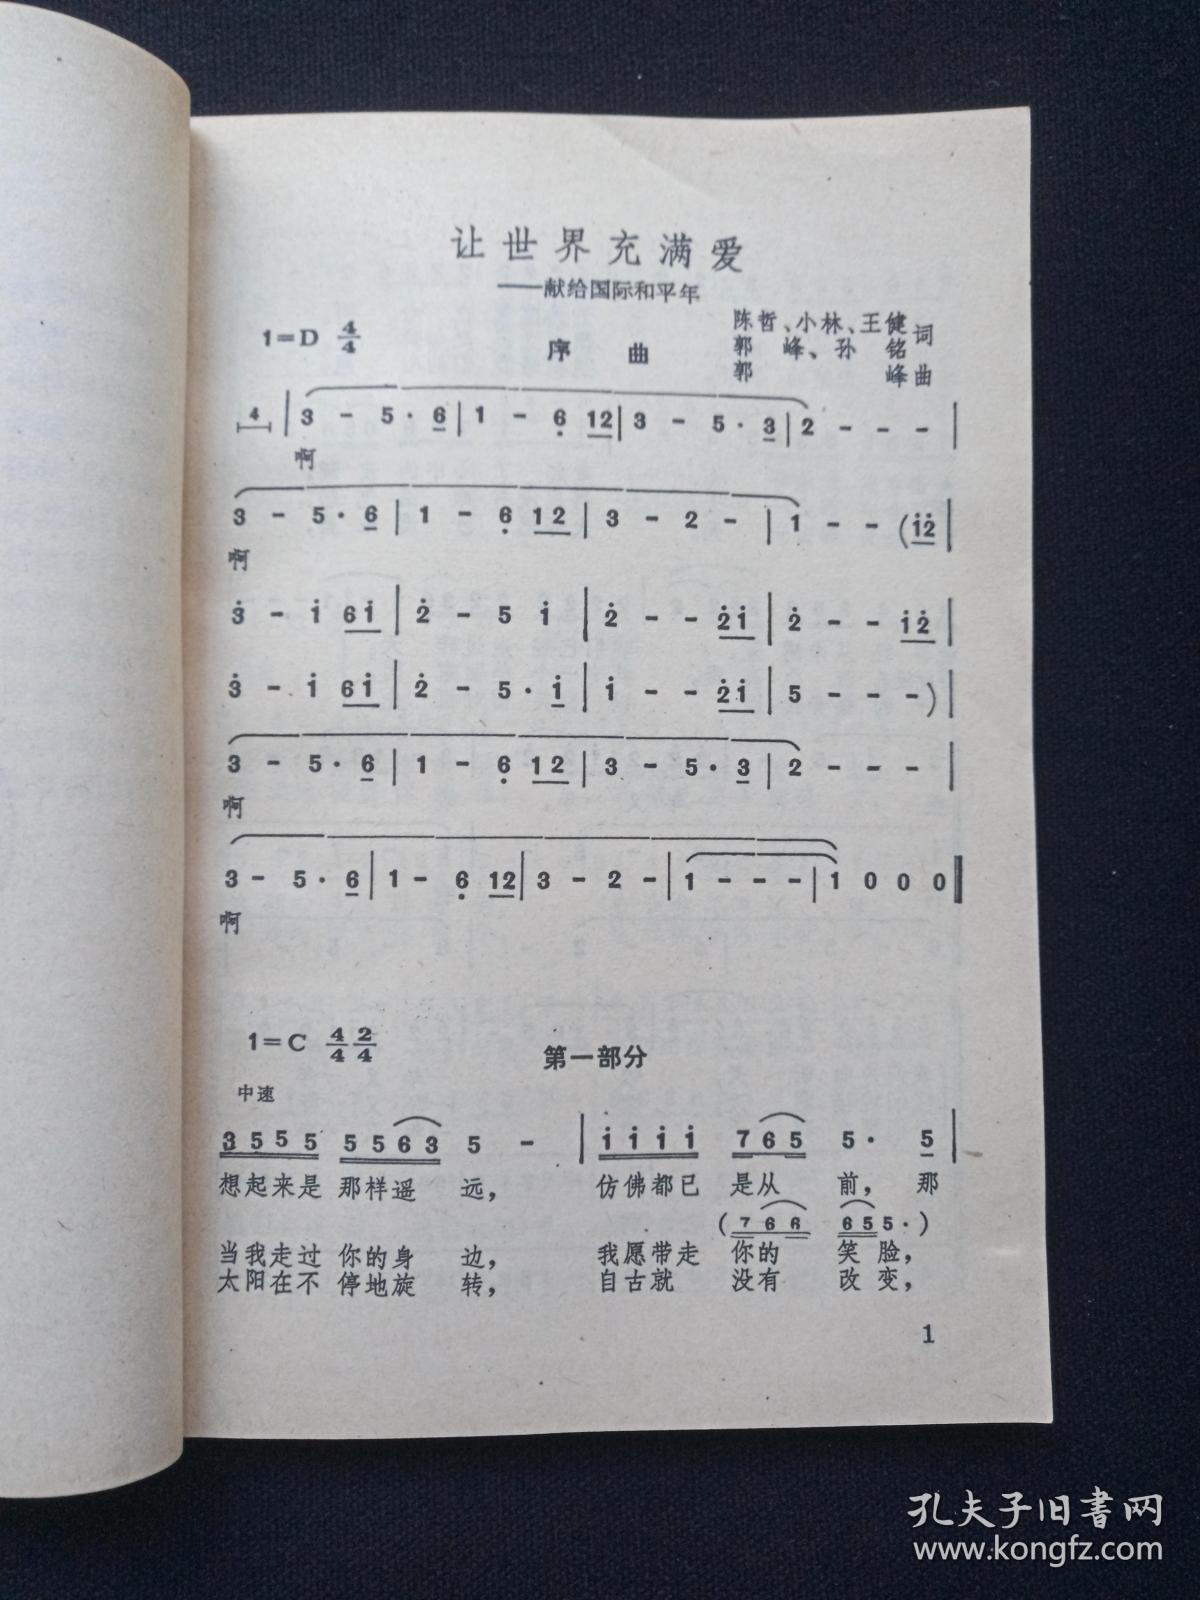 让世界充满爱
——献给国际和平年
1=D 4/4
序 曲
陈哲、小林、王健
郭 峰、孙 铭 词
郭 峰 曲
4 | 3 - 5 · 6 | 1 - 6 12 | 3 - 5 · 3 | 2 - - - |
啊
3 - 5 · 6 | 1 - 6 12 | 3 - 2 - | 1 - - (12 |
啊
3 - 1 61 | 2 - 5 1 | 2 - - 21 | 2 - - 12 |
3 - 1 61 | 2 - 5 · 1 | 1 - - 21 | 5 - - -) |
3 - 5 · 6 | 1 - 6 12 | 3 - 5 · 3 | 2 - - - |
啊
3 - 5 · 6 | 1 - 6 12 | 3 - 2 - | 1 - - - | 1 0 0 0 ‖
啊
1=C 4/4 2/4
第一部分
中速
3555 5563 5 - | 1111 765 5 · 5 |
想起来是 那样遥 远, 仿佛都已 是从 前, 那
(766 655·)
当我走过 你的身 边, 我愿带走 你的 笑 脸,
太阳在不 停地旋 转, 自古就 没有 改 变,
1
孔夫子旧书网
www.kongfz.com